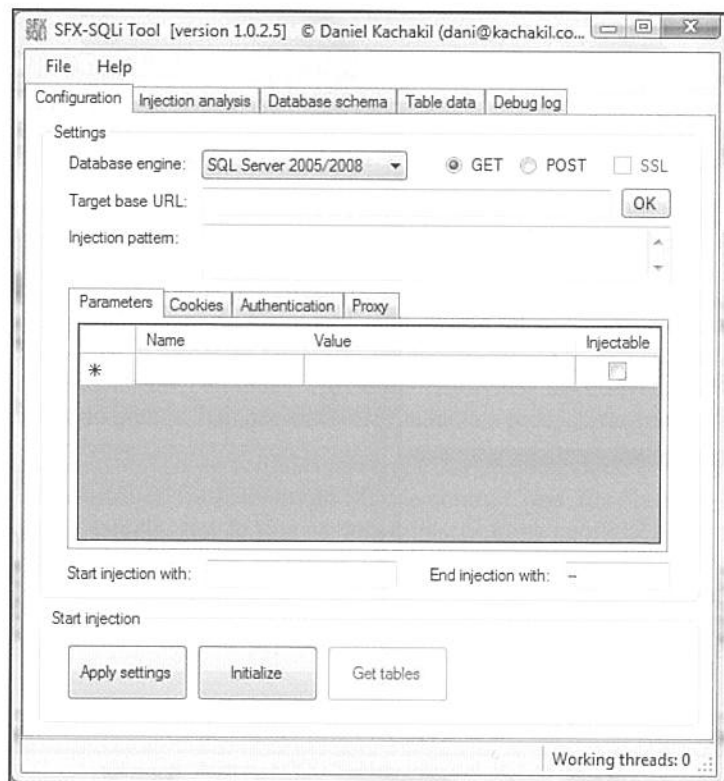 SFX SQLi SFX-SQLi Tool [version 1.0.2.5] © Daniel Kachakil (dani@kachakil.co...
File Help
Configuration Injection analysis Database schema Table data Debug log
Settings
Database engine: SQL Server 2005/2008 GET POST SSL
Target base URL: OK
Injection pattern:
Parameters Cookies Authentication Proxy
Name Value Injectable
*
Start injection with: End injection with: --
Start injection
Apply settings Initialize Get tables
Working threads: 0